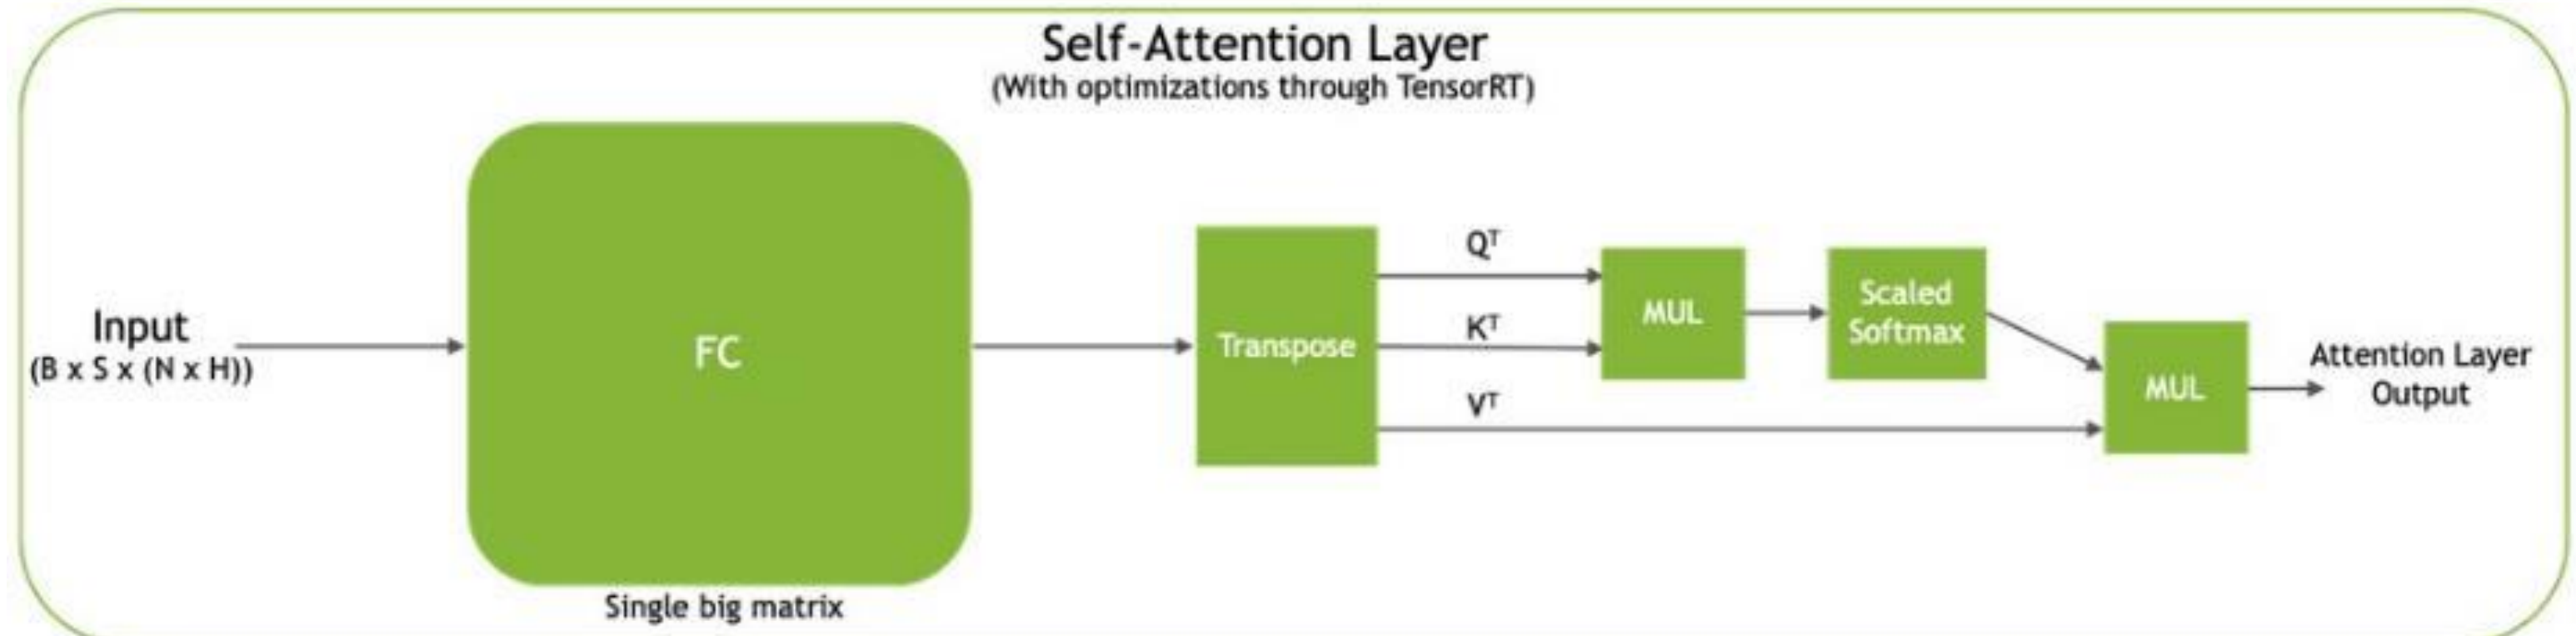 Self-Attention Layer
(With optimizations through TensorRT)
Input
(B x S x (N x H))
FC
Single big matrix
Transpose
Qᵀ
Kᵀ
Vᵀ
MUL
Scaled
Softmax
MUL
Attention Layer
Output